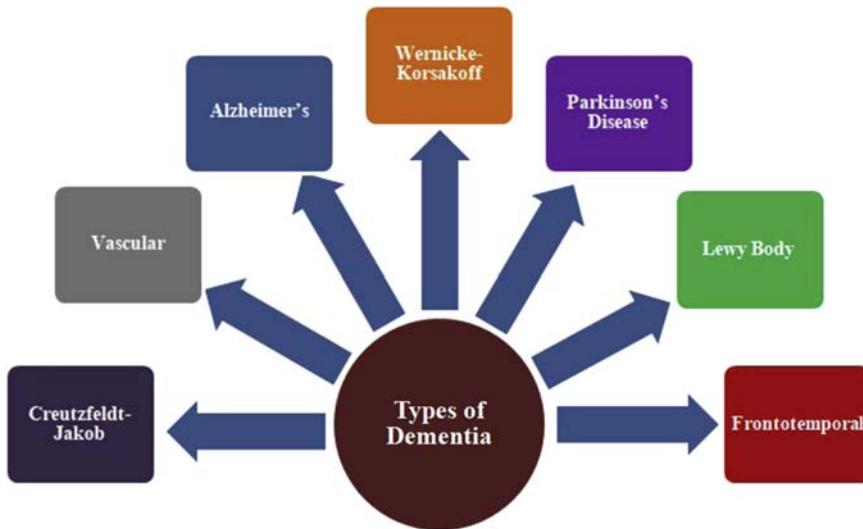 Wernicke-
Korsakoff
Alzheimer's
Parkinson's
Disease
Vascular
Lewy Body
Creutzfeldt-
Jakob
Types of
Dementia
Frontotemporal